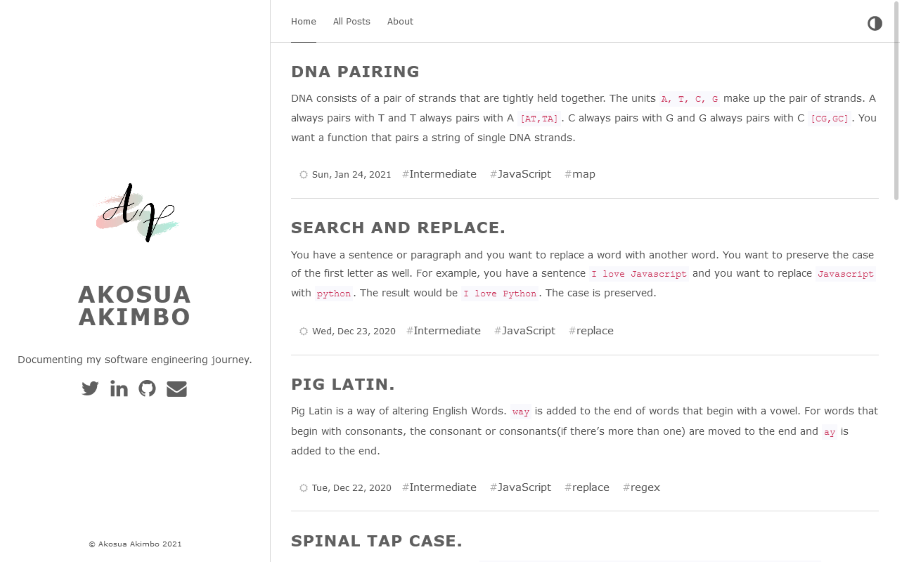 AKOSUA
AKIMBO
Documenting my software engineering journey.
© Akosua Akimbo 2021
Home All Posts About
DNA PAIRING
DNA consists of a pair of strands that are tightly held together. The units A, T, C, G make up the pair of strands. A
always pairs with T and T always pairs with A [AT,TA]. C always pairs with G and G always pairs with C [CG,GC]. You
want a function that pairs a string of single DNA strands.
Sun, Jan 24, 2021 #Intermediate #JavaScript #map
SEARCH AND REPLACE.
You have a sentence or paragraph and you want to replace a word with another word. You want to preserve the case
of the first letter as well. For example, you have a sentence I love Javascript and you want to replace Javascript
with python. The result would be I love Python. The case is preserved.
Wed, Dec 23, 2020 #Intermediate #JavaScript #replace
PIG LATIN.
Pig Latin is a way of altering English Words. way is added to the end of words that begin with a vowel. For words that
begin with consonants, the consonant or consonants(if there's more than one) are moved to the end and ay is
added to the end.
Tue, Dec 22, 2020 #Intermediate #JavaScript #replace #regex
SPINAL TAP CASE.